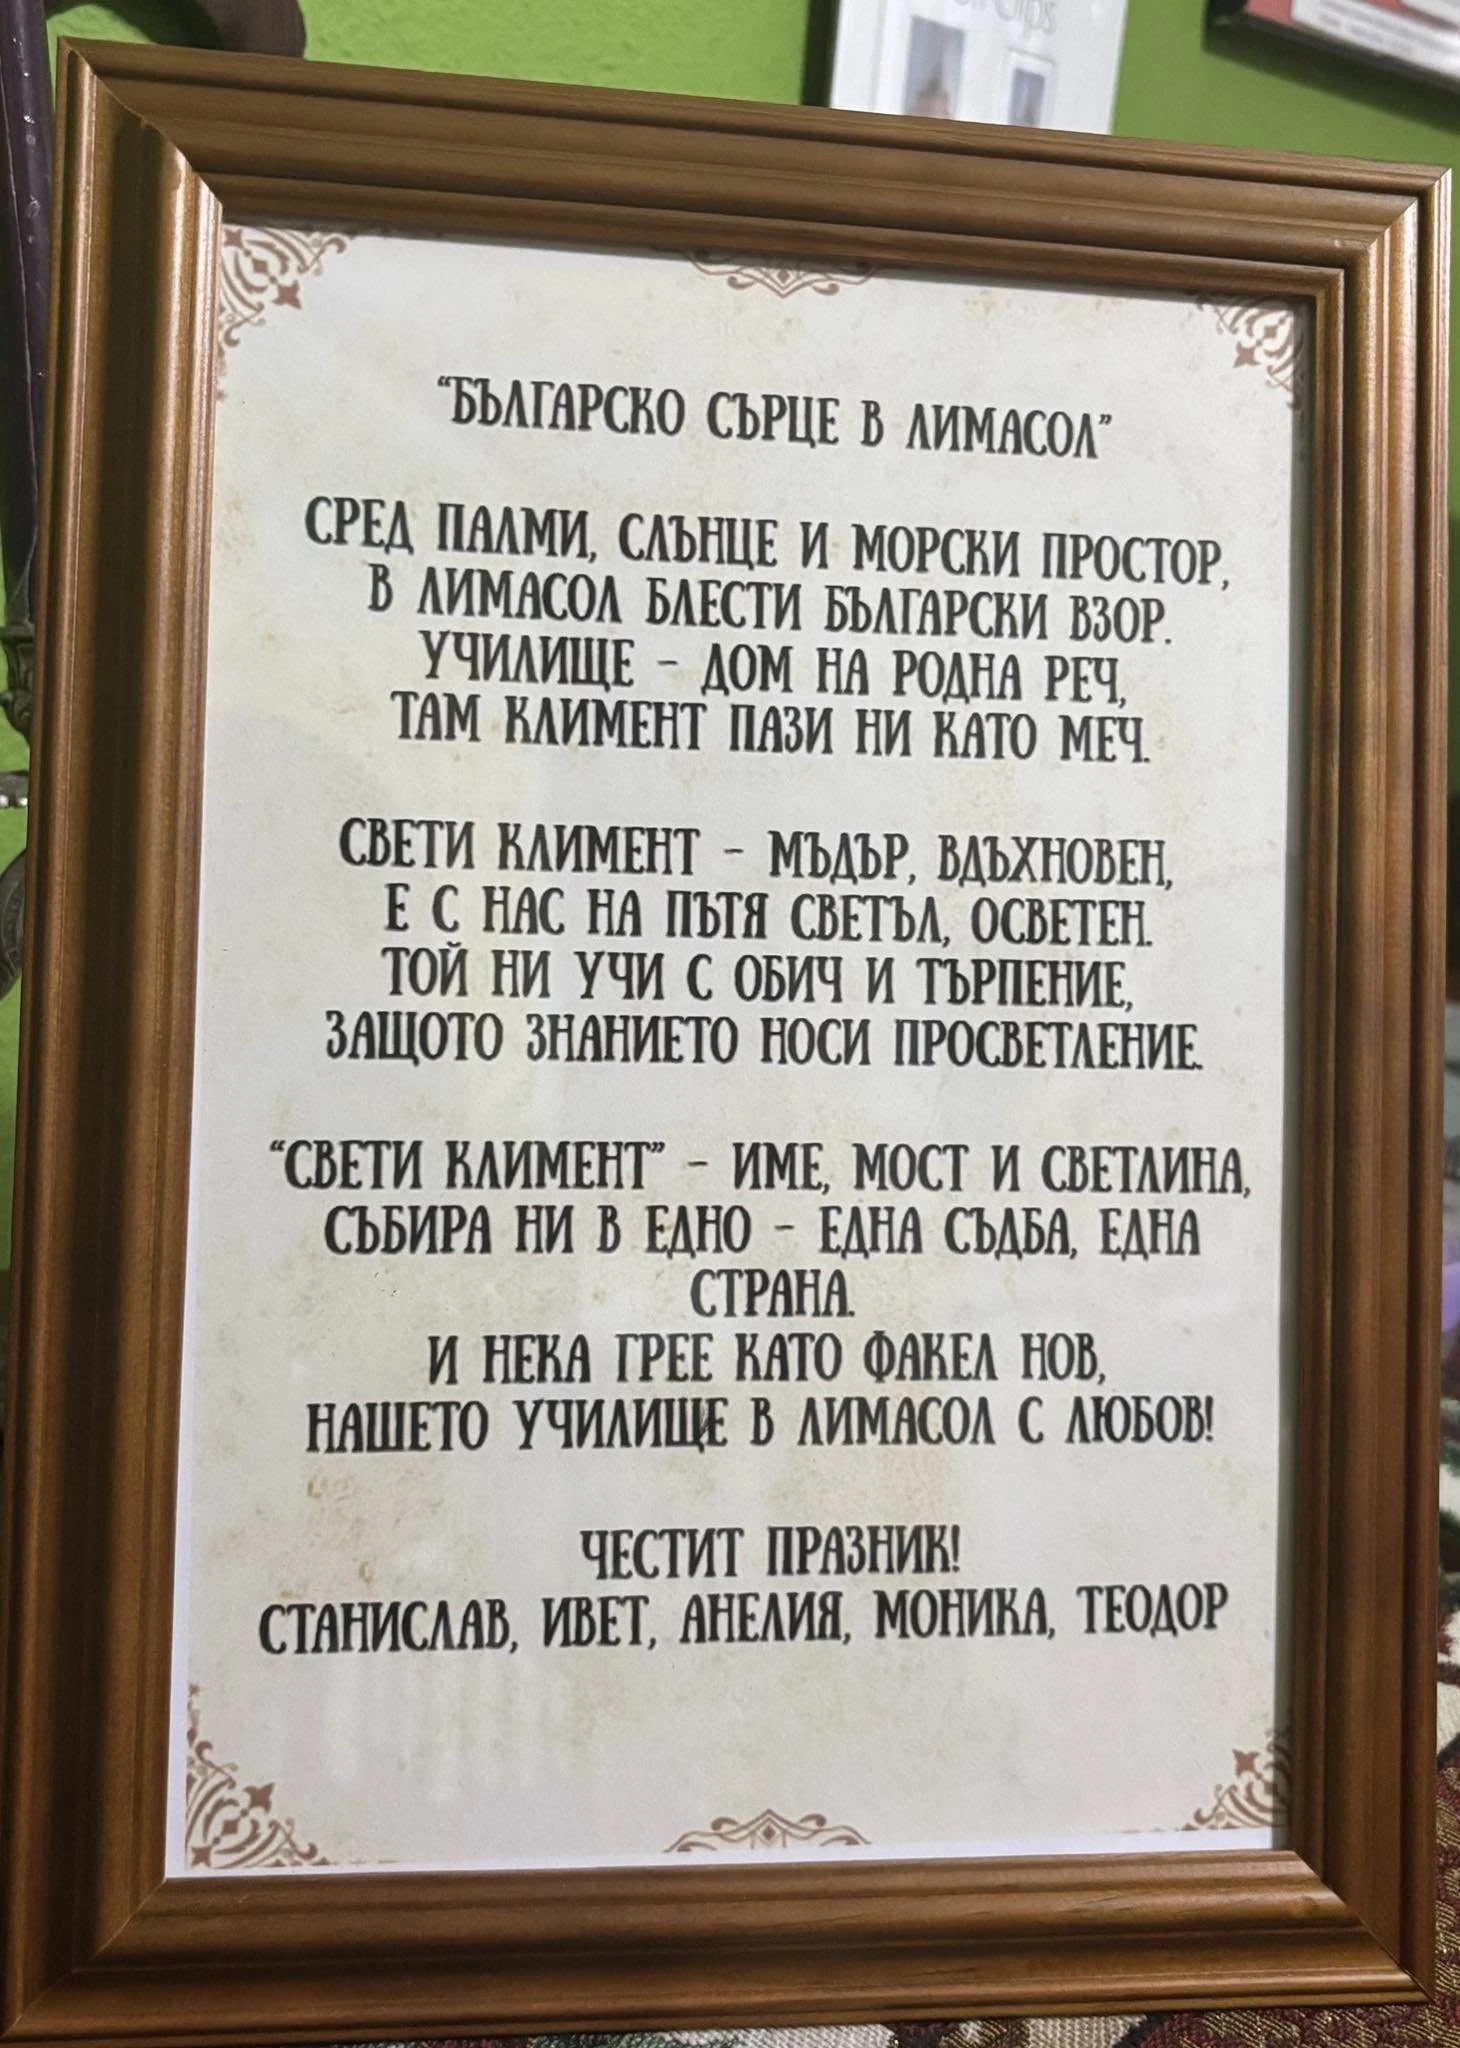 “БЪЛГАРСКО СЪРЦЕ В ЛИМАСОЛ”
СРЕД ПАЛМИ, СЛЪНЦЕ И МОРСКИ ПРОСТОР,
В ЛИМАСОЛ БЛЕСТИ БЪЛГАРСКИ ВЗОР.
УЧИЛИЩЕ - ДОМ НА РОДНА РЕЧ,
ТАМ КЛИМЕНТ ПАЗИ НИ КАТО МЕЧ.
СВЕТИ КЛИМЕНТ - МЪДЪР, ВДЪХНОВЕН,
Е С НАС НА ПЪТЯ СВЕТЪЛ, ОСВЕТЕН.
ТОЙ НИ УЧИ С ОБИЧ И ТЪРПЕНИЕ,
ЗАЩОТО ЗНАНИЕТО НОСИ ПРОСВЕТЛЕНИЕ.
“СВЕТИ КЛИМЕНТ” - ИМЕ, МОСТ И СВЕТЛИНА,
СЪБИРА НИ В ЕДНО - ЕДНА СЪДБА, ЕДНА
СТРАНА.
И НЕКА ГРЕЕ КАТО ФАКЕЛ НОВ,
НАШЕТО УЧИЛИЩЕ В ЛИМАСОЛ С ЛЮБОВ!
ЧЕСТИТ ПРАЗНИК!
СТАНИСЛАВ, ИВЕТ, АНЕЛИЯ, МОНИКА, ТЕОДОР